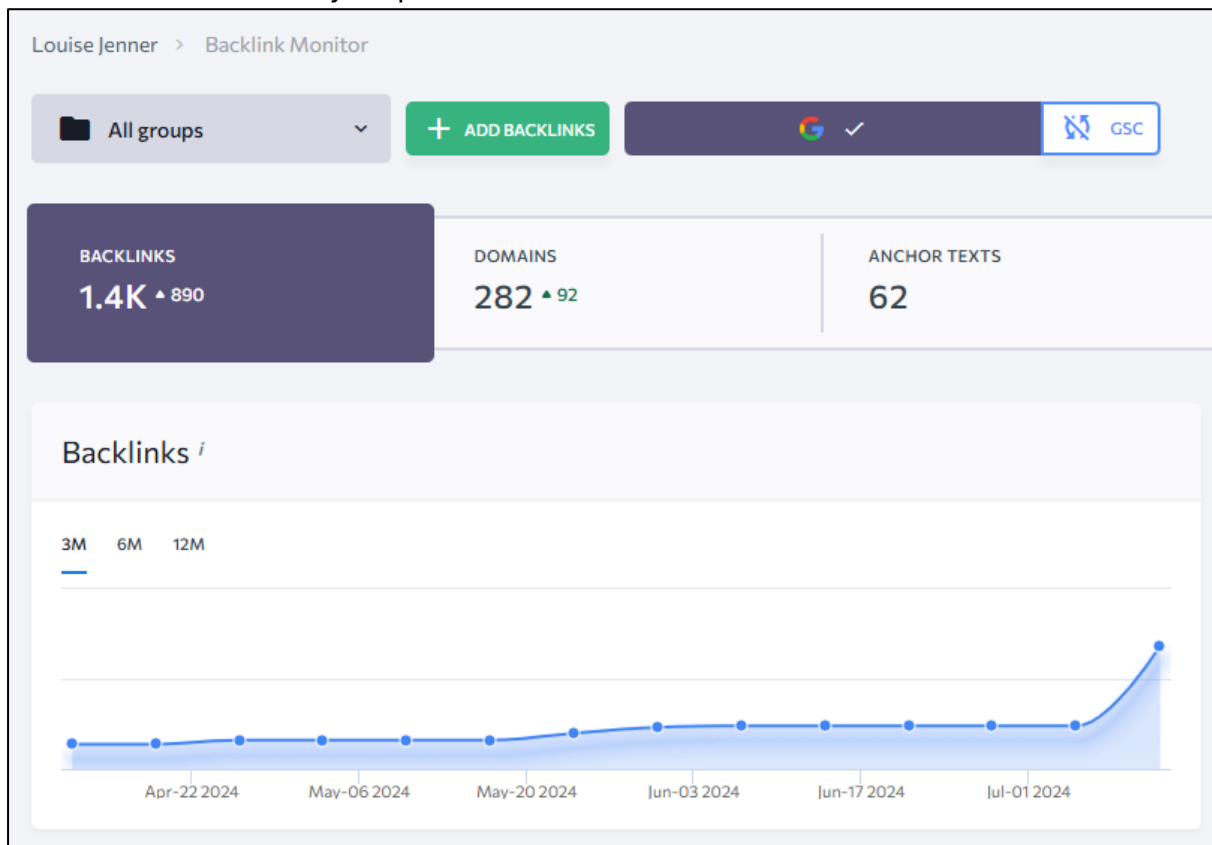 Louise Jenner > Backlink Monitor
All groups
+ ADD BACKLINKS
GSC
BACKLINKS
1.4K ▲ 890
DOMAINS
282 ▲ 92
ANCHOR TEXTS
62
Backlinks i
3M 6M 12M
Apr-22 2024 May-06 2024 May-20 2024 Jun-03 2024 Jun-17 2024 Jul-01 2024